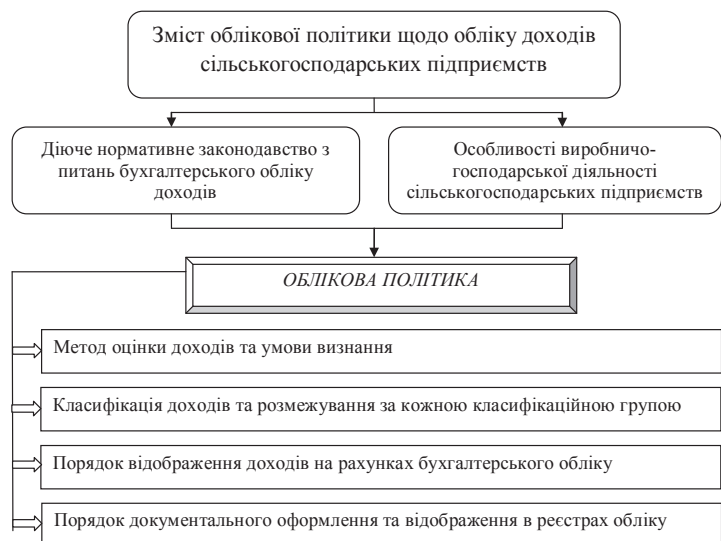 Зміст облікової політики щодо обліку доходів
сільськогосподарських підприємств
Діюче нормативне законодавство з
питань бухгалтерського обліку
доходів
Особливості виробничо-
господарської діяльності
сільськогосподарських підприємств
ОБЛІКОВА ПОЛІТИКА
Метод оцінки доходів та умови визнання
Класифікація доходів та розмежування за кожною класифікаційною групою
Порядок відображення доходів на рахунках бухгалтерського обліку
Порядок документального оформлення та відображення в реєстрах обліку